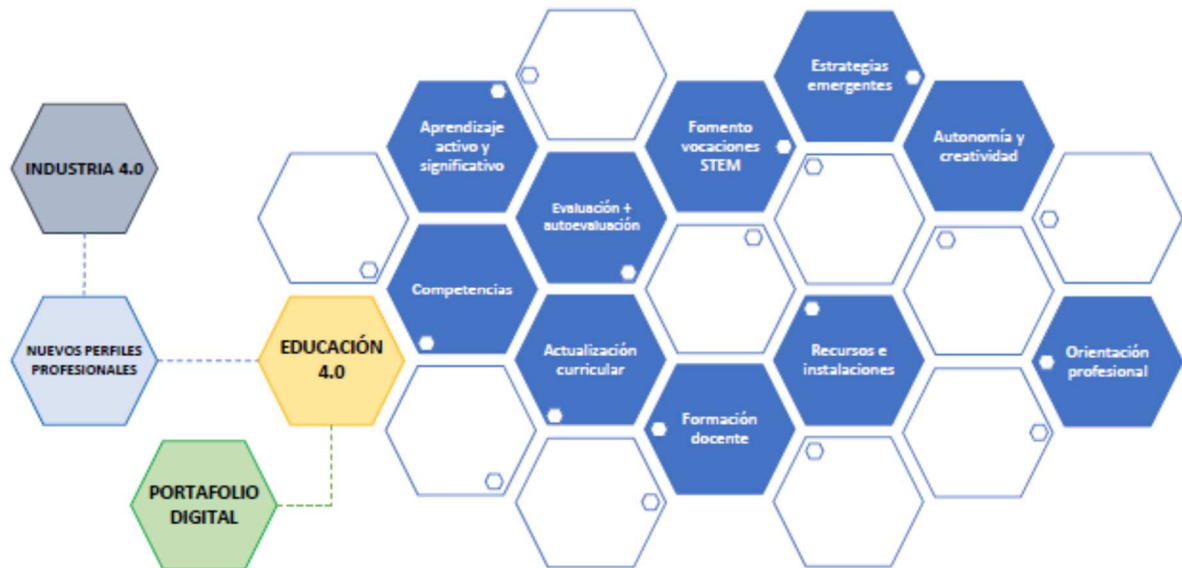 INDUSTRIA 4.0
NUEVOS PERFILES
PROFESIONALES
EDUCACIÓN
4.0
PORTAFOLIO
DIGITAL
Aprendizaje
activo y
significativo
Competencias
Evaluación +
autoevaluación
Actualización
curricular
Fomento
vocaciones
STEM
Formación
docente
Estrategias
emergentes
Recursos e
instalaciones
Autonomía y
creatividad
Orientación
profesional